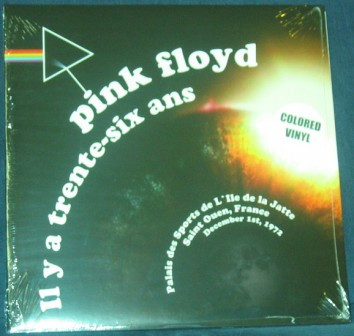 pink floyd
Il y a trente-six ans
COLORED
VINYL
Palais des Sports de L'Ile de la Jatte
Saint Ouen, France
December 1st, 1972